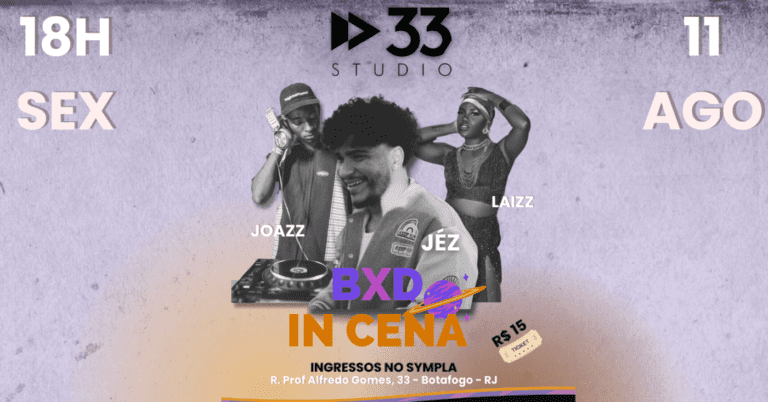 18H
SEX
33
STUDIO
11
AGO
JOAZZ
JÉZ
LAIZZ
BXD
IN CENA
R$ 15
TICKET
INGRESSOS NO SYMPLA
R. Prof Alfredo Gomes, 33 - Botafogo - RJ